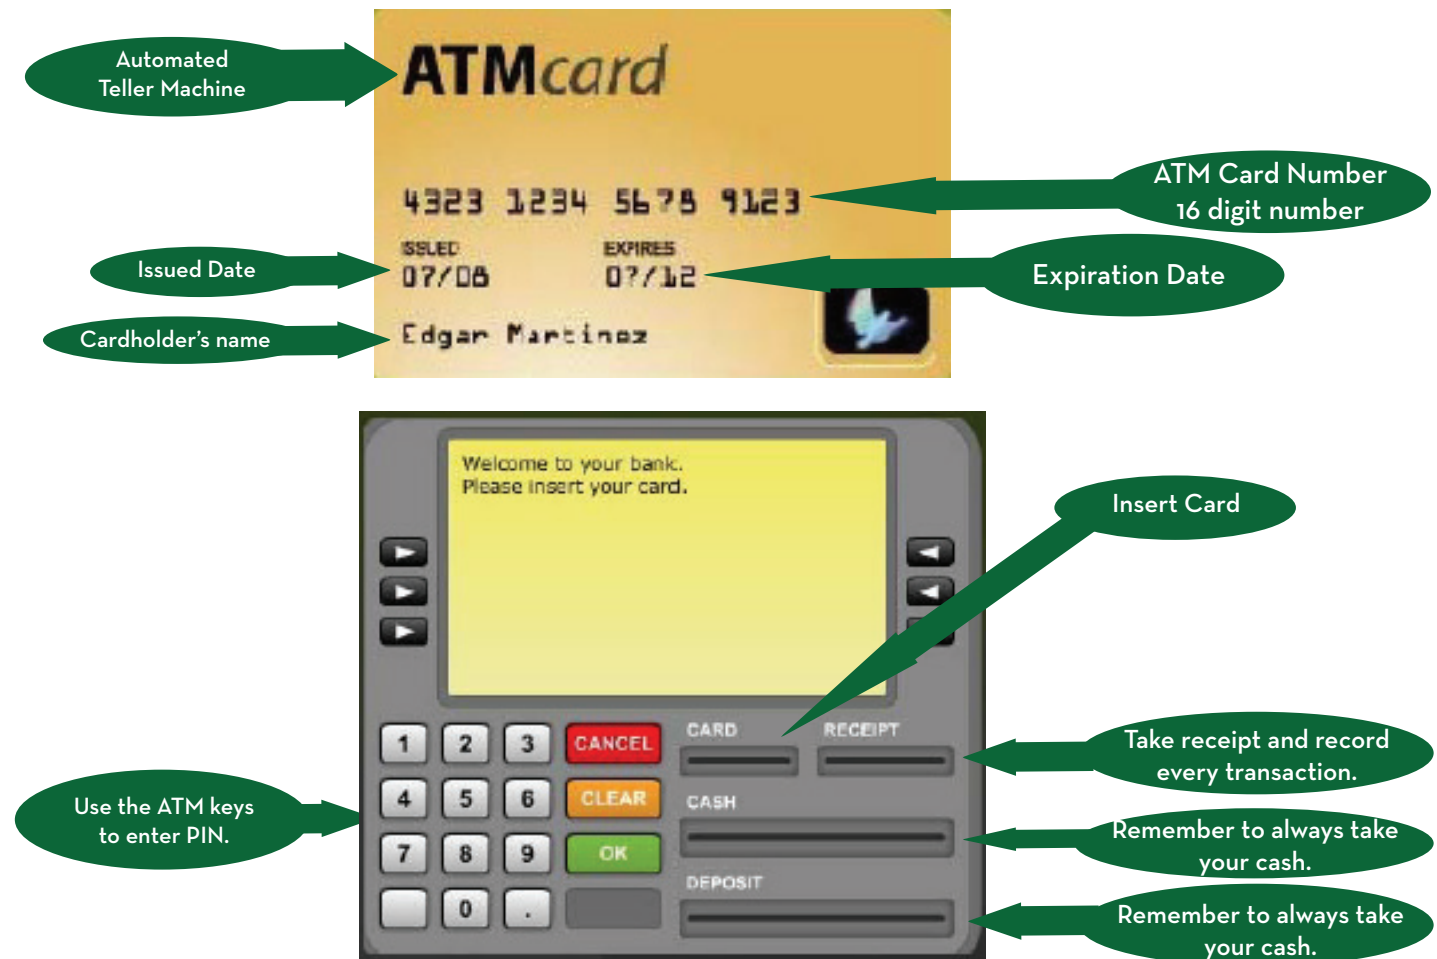 Automated
Teller Machine
ATMcard
4323 1234 5678 9123
ATM Card Number
16 digit number
ISSUED
EXPIRES
07/08
07/12
Issued Date
Expiration Date
Edgar Martinez
Cardholder's name
Welcome to your bank.
Please insert your card.
Insert Card
CARD
RECEIPT
1 2 3 CANCEL
Take receipt and record
every transaction.
4 5 6 CLEAR
CASH
Use the ATM keys
to enter PIN.
Remember to always take
your cash.
7 8 9 OK
DEPOSIT
0 .
Remember to always take
your cash.